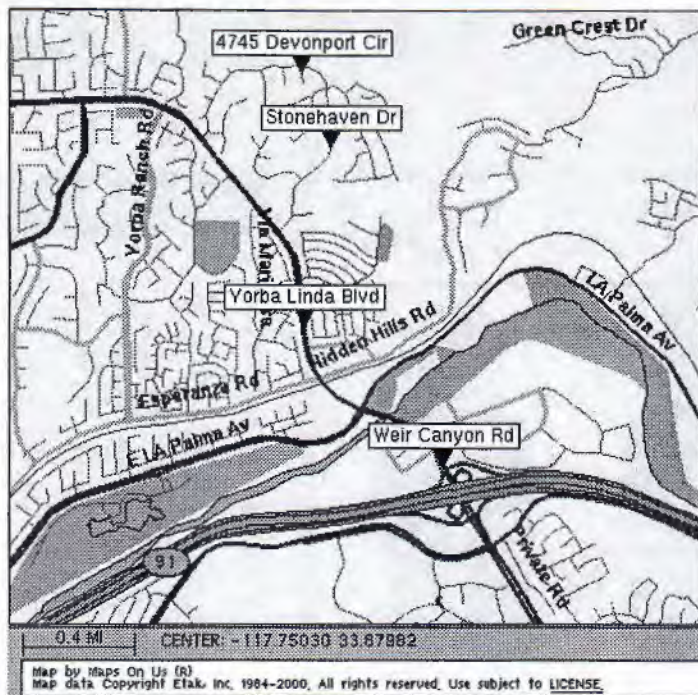 Green Crest Dr
4745 Devonport Cir
Stonehaven Dr
Yorba Ranch Rd
Yorba Linda Blvd
LA Palma Av
Hidden Hills Rd
Esperanza Rd
E LA Palma Av
Weir Canyon Rd
91
Private Rd
0.4 MI
CENTER: -117.75030 33.87982
Map by Maps On Us (R)
Map data Copyright Etak, Inc. 1984-2000. All rights reserved. Use subject to LICENSE